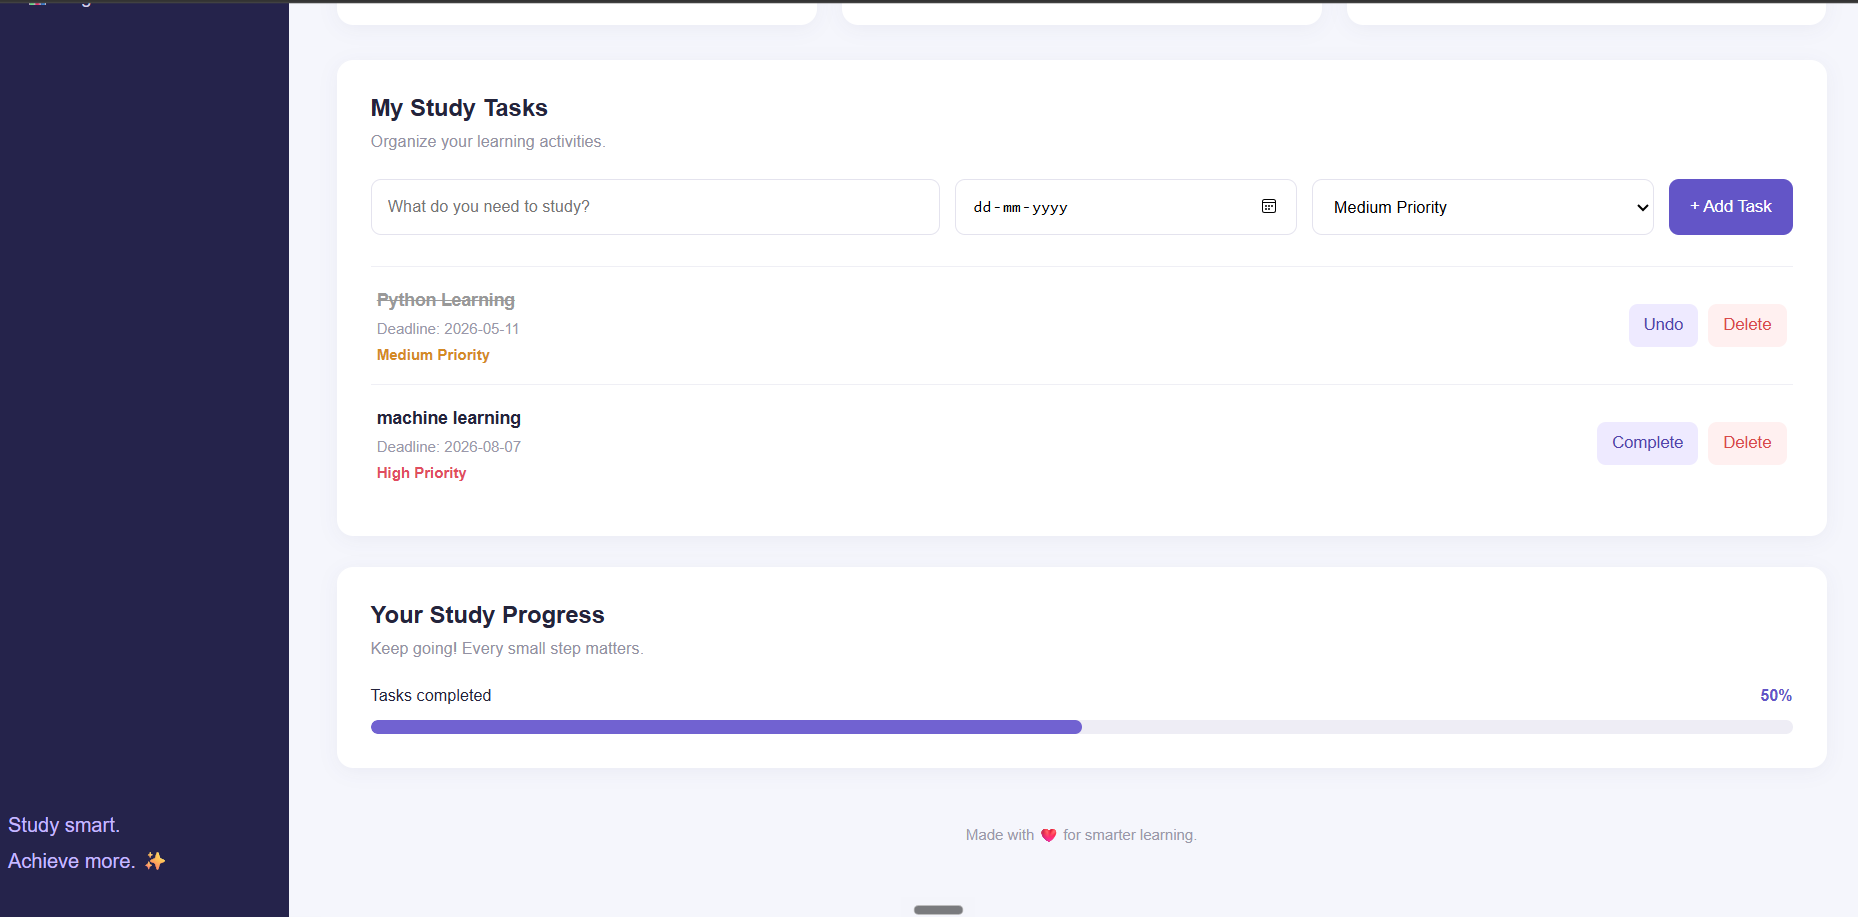 My Study Tasks
Organize your learning activities.
What do you need to study?
dd-mm-yyyy
Medium Priority
+ Add Task
Python Learning
Deadline: 2026-05-11
Medium Priority
Undo
Delete
machine learning
Deadline: 2026-08-07
High Priority
Complete
Delete
Your Study Progress
Keep going! Every small step matters.
Tasks completed
50%
Study smart.
Achieve more. ✨
Made with ❤️ for smarter learning.